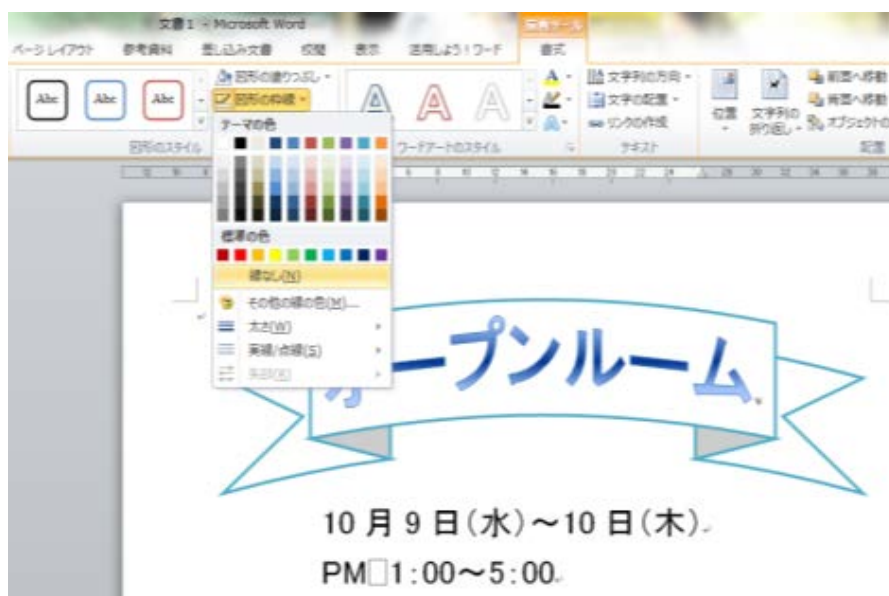 文書1 - Microsoft Word
ページレイアウト 参考資料 差し込み文書 校閲 表示 活用しよう!ワード 書式
Abc Abc Abc 図形の塗りつぶし A A A A 文字列の方向 位置 文字列の折り返し 前面へ移動
図形の枠線 文字の配置 背面へ移動
A リンクの作成 オブジェクトの
図形のスタイル ワードアートのスタイル テキスト 配置
テーマの色
標準の色
線なし(N)
その他の線の色(M)...
太さ(W)
実線/点線(S)
矢印(R)
オープンルーム
10月9日(水)～10日(木)
PM□1:00～5:00